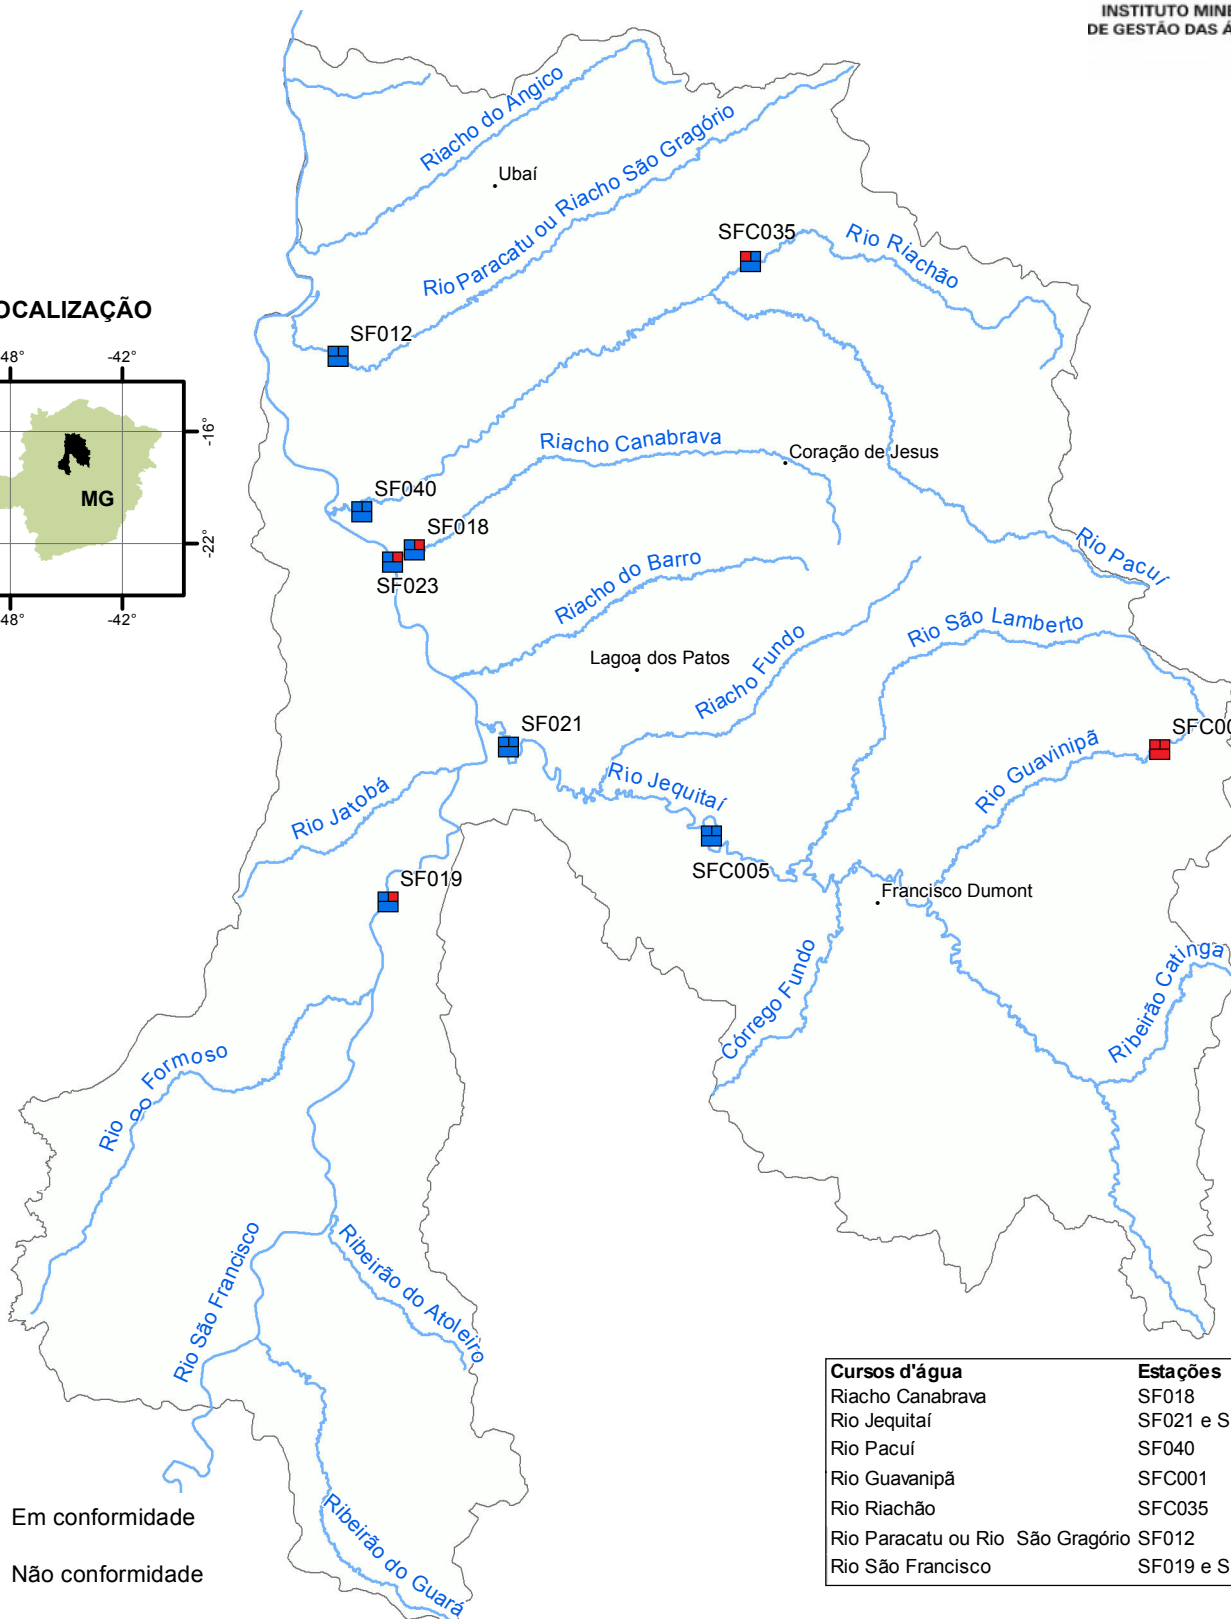 INSTITUTO MINE
DE GESTÃO DAS Á
Riacho do Angico
Ubaí
Rio Paracatu ou Riacho São Gragório
SFC035
Rio Riachão
OCALIZAÇÃO
SF012
48°
-42°
-16°
MG
-22°
48°
-42°
Riacho Canabrava
Coração de Jesus
SF040
SF018
SF023
Rio Pacuí
Riacho do Barro
Rio São Lamberto
Lagoa dos Patos
Riacho Fundo
SF021
SFC00
Rio Guavinipã
Rio Jequitaí
Rio Jatobá
SFC005
SF019
Francisco Dumont
Córrego Fundo
Ribeirão Catinga
Rio do Formoso
Rio São Francisco
Ribeirão do Atoleiro
Ribeirão do Guará
Cursos d'água Estações
Riacho Canabrava SF018
Rio Jequitaí SF021 e S
Rio Pacuí SF040
Rio Guavanipã SFC001
Rio Riachão SFC035
Rio Paracatu ou Rio São Gragório SF012
Rio São Francisco SF019 e S
Em conformidade
Não conformidade